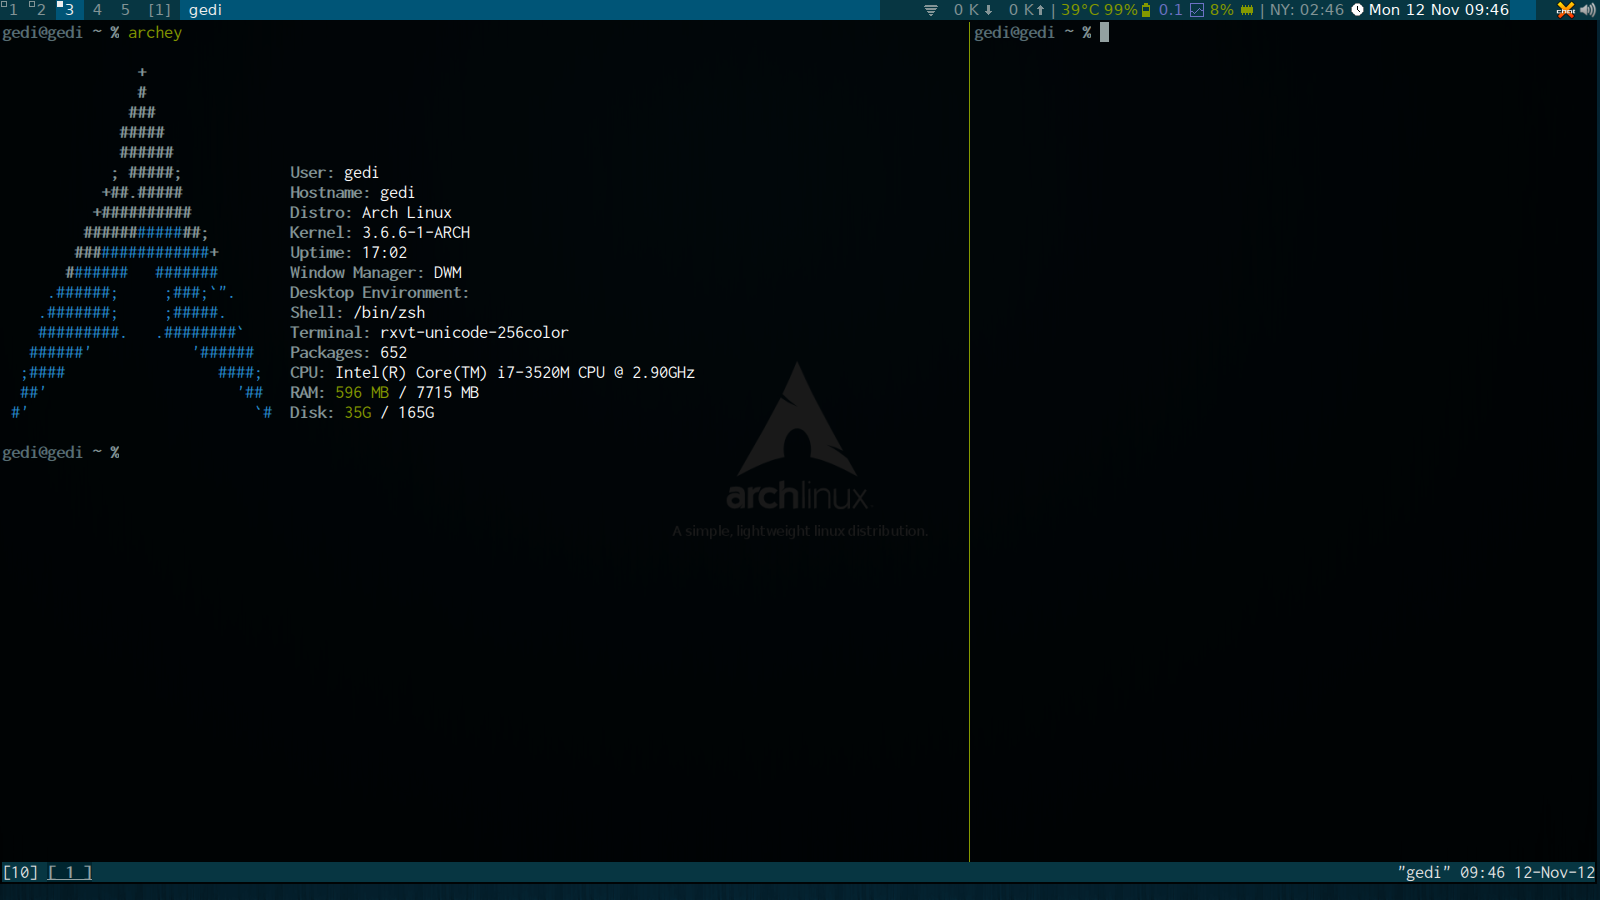 1 2 3 4 5 [1] gedi 0 K 0 K | 39°C 99% 0.1 8% | NY: 02:46 Mon 12 Nov 09:46
gedi@gedi ~ % archey
gedi@gedi ~ %
+
#
###
#####
######
; #####;
User: gedi
+##.#####
Hostname: gedi
+##########
Distro: Arch Linux
#############;
Kernel: 3.6.6-1-ARCH
###############+
Uptime: 17:02
####### #######
Window Manager: DWM
.######; ;###;`".
Desktop Environment:
.#######; ;#####.
Shell: /bin/zsh
#########. .########`
Terminal: rxvt-unicode-256color
######' '######
Packages: 652
;#### ####;
CPU: Intel(R) Core(TM) i7-3520M CPU @ 2.90GHz
##' '##
RAM: 596 MB / 7715 MB
#' `#
Disk: 35G / 165G
gedi@gedi ~ %
archlinux
A simple, lightweight linux distribution.
[10] [ 1 ] "gedi" 09:46 12-Nov-12